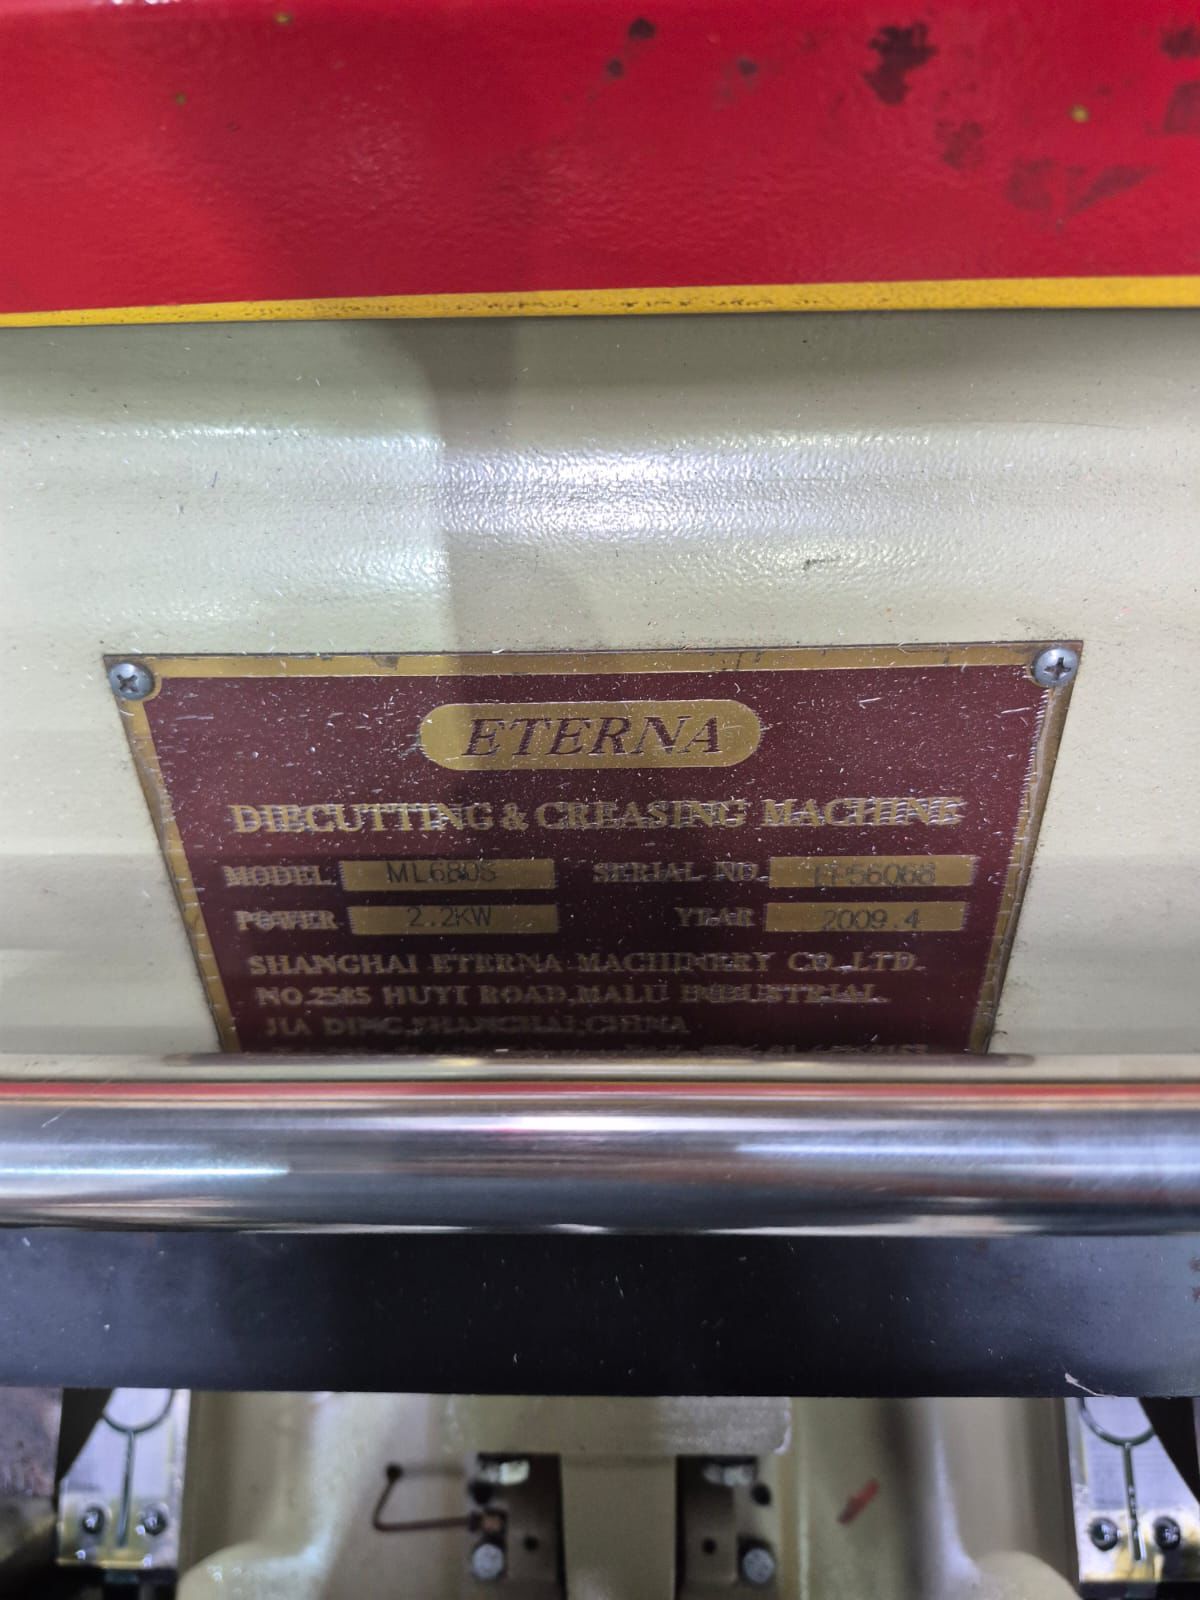 ETERNA
DIECUTTING & CREASING MACHINE
MODEL ML680S SERIAL NO.
POWER 2.2KW YEAR 2009.4
SHANGHAI ETERNA MACHINERY CO.,LTD.
NO.2585 HUYI ROAD,MALU INDUSTRIAL
JIA DING,SHANGHAI,CHINA